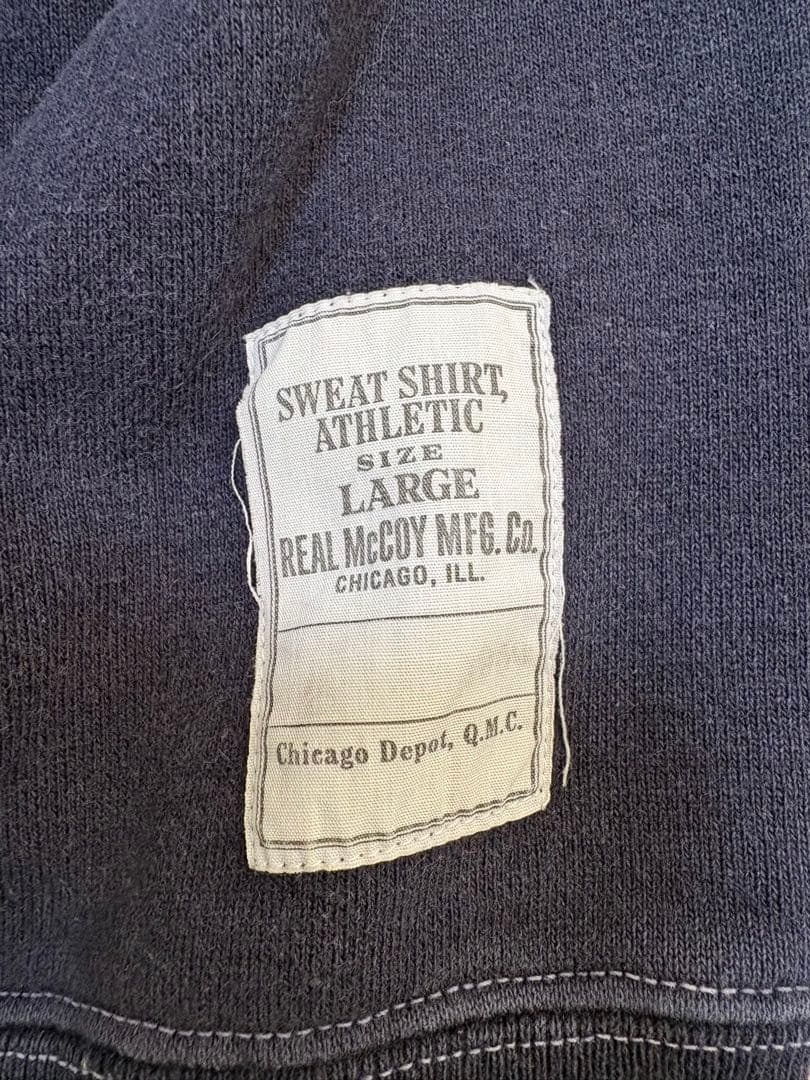 SWEAT SHIRT,
ATHLETIC
SIZE
LARGE
REAL McCOY MFG. Co.
CHICAGO, ILL.
Chicago Depot, Q.M.C.